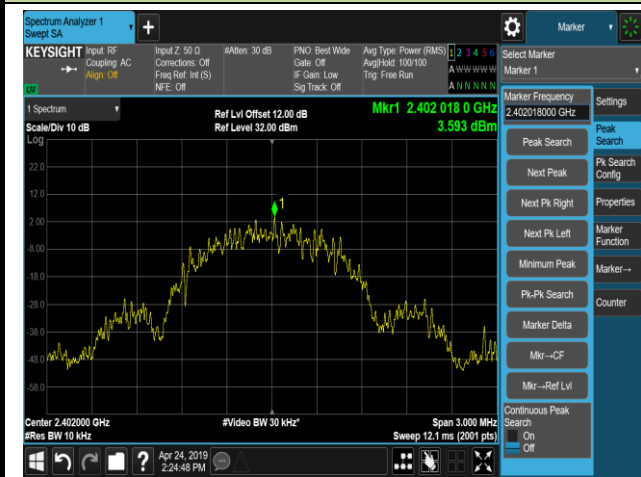 Spectrum Analyzer 1
Swept SA
+
Marker
KEYSIGHT
Input: RF
Coupling: AC
Align: Off
Input Z: 50 Ω
Corrections: Off
Freq Ref: Int (S)
NFE: Off
#Atten: 30 dB
PNO: Best Wide
Gate: Off
IF Gain: Low
Sig Track: Off
Avg Type: Power (RMS)
Avg|Hold: 100/100
Trig: Free Run
1 2 3 4 5 6
A W W W W W
A N N N N N
LXI
Select Marker
Marker 1
1 Spectrum
Scale/Div 10 dB
Log
Ref Lvl Offset 12.00 dB
Ref Level 32.00 dBm
Mkr1 2.402 018 0 GHz
3.593 dBm
22.0
12.0
2.00
-8.00
-18.0
-28.0
-38.0
-48.0
-58.0
1
Center 2.402000 GHz
#Res BW 10 kHz
#Video BW 30 kHz*
Span 3.000 MHz
Sweep 12.1 ms (2001 pts)
Marker Frequency
2.402018000 GHz
Peak Search
Next Peak
Next Pk Right
Next Pk Left
Minimum Peak
Pk-Pk Search
Marker Delta
Mkr→CF
Mkr→Ref Lvl
Continuous Peak
Search
On
Off
Settings
Peak
Search
Pk Search
Config
Properties
Marker
Function
Marker→
Counter
?
Apr 24, 2019
2:24:48 PM